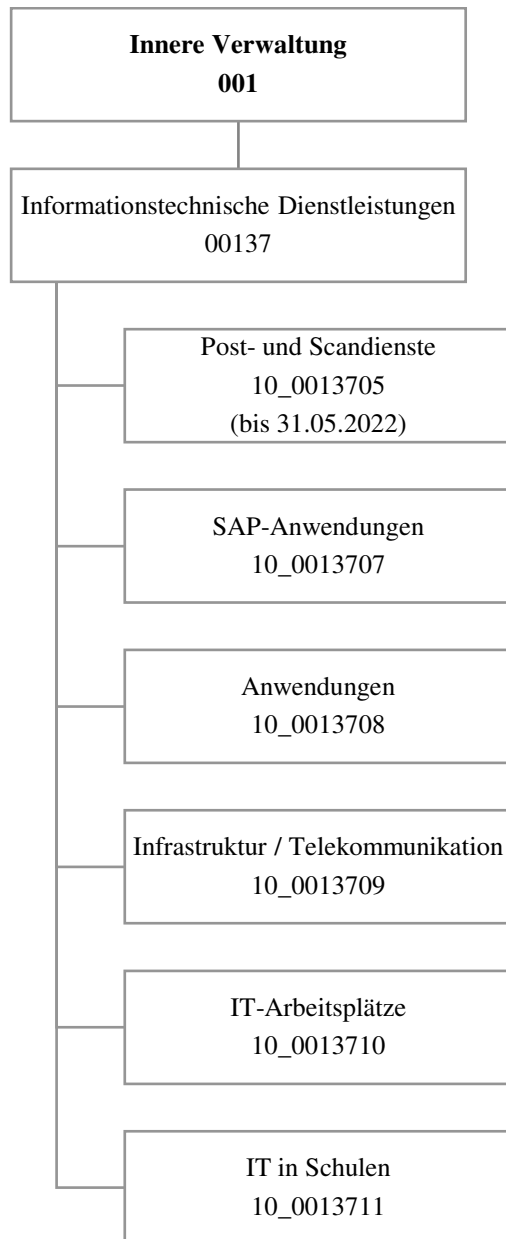 Innere Verwaltung
001
Informationstechnische Dienstleistungen
00137
Post- und Scandienste
10_0013705
(bis 31.05.2022)
SAP-Anwendungen
10_0013707
Anwendungen
10_0013708
Infrastruktur / Telekommunikation
10_0013709
IT-Arbeitsplätze
10_0013710
IT in Schulen
10_0013711